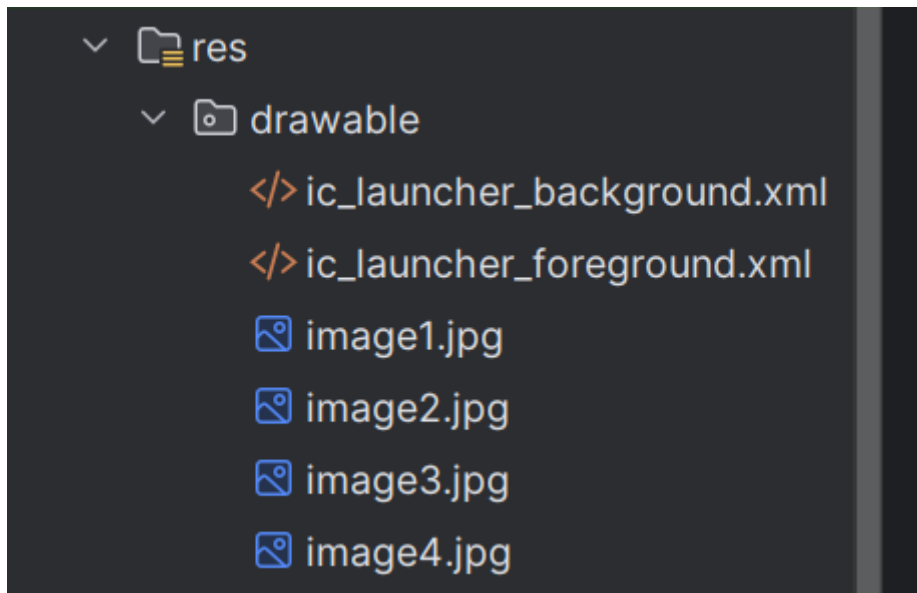 res
drawable
ic_launcher_background.xml
ic_launcher_foreground.xml
image1.jpg
image2.jpg
image3.jpg
image4.jpg